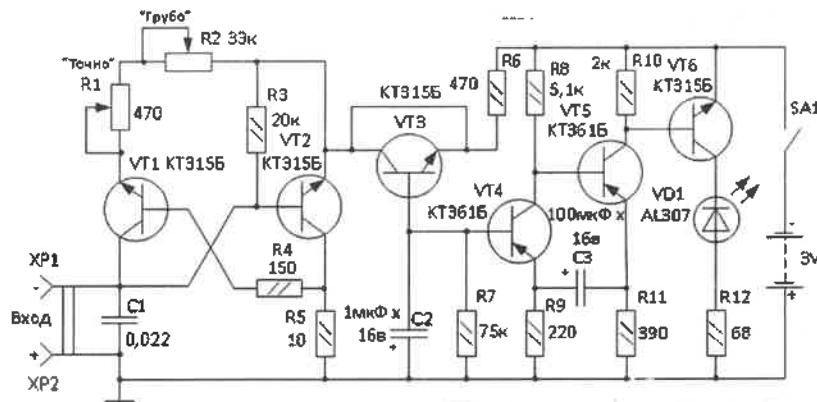 "Грубо"
R2 33к
"Точно"
R1
470
R3
20к
VT2
КТ315Б
VT1 КТ315Б
КТ315Б
VT3
470
R6
R8
5,1к
VT5
КТ361Б
2к
R10
VT6
КТ315Б
SA1
VT4
КТ361Б
100мкФ х
16в
C3
VD1
AL307
-
3V
+
XP1
-
Вход
+
XP2
C1
0,022
R4
150
R5
10
1мкФ х
16в
C2
+
R7
75к
+
R9
220
R11
390
R12
68